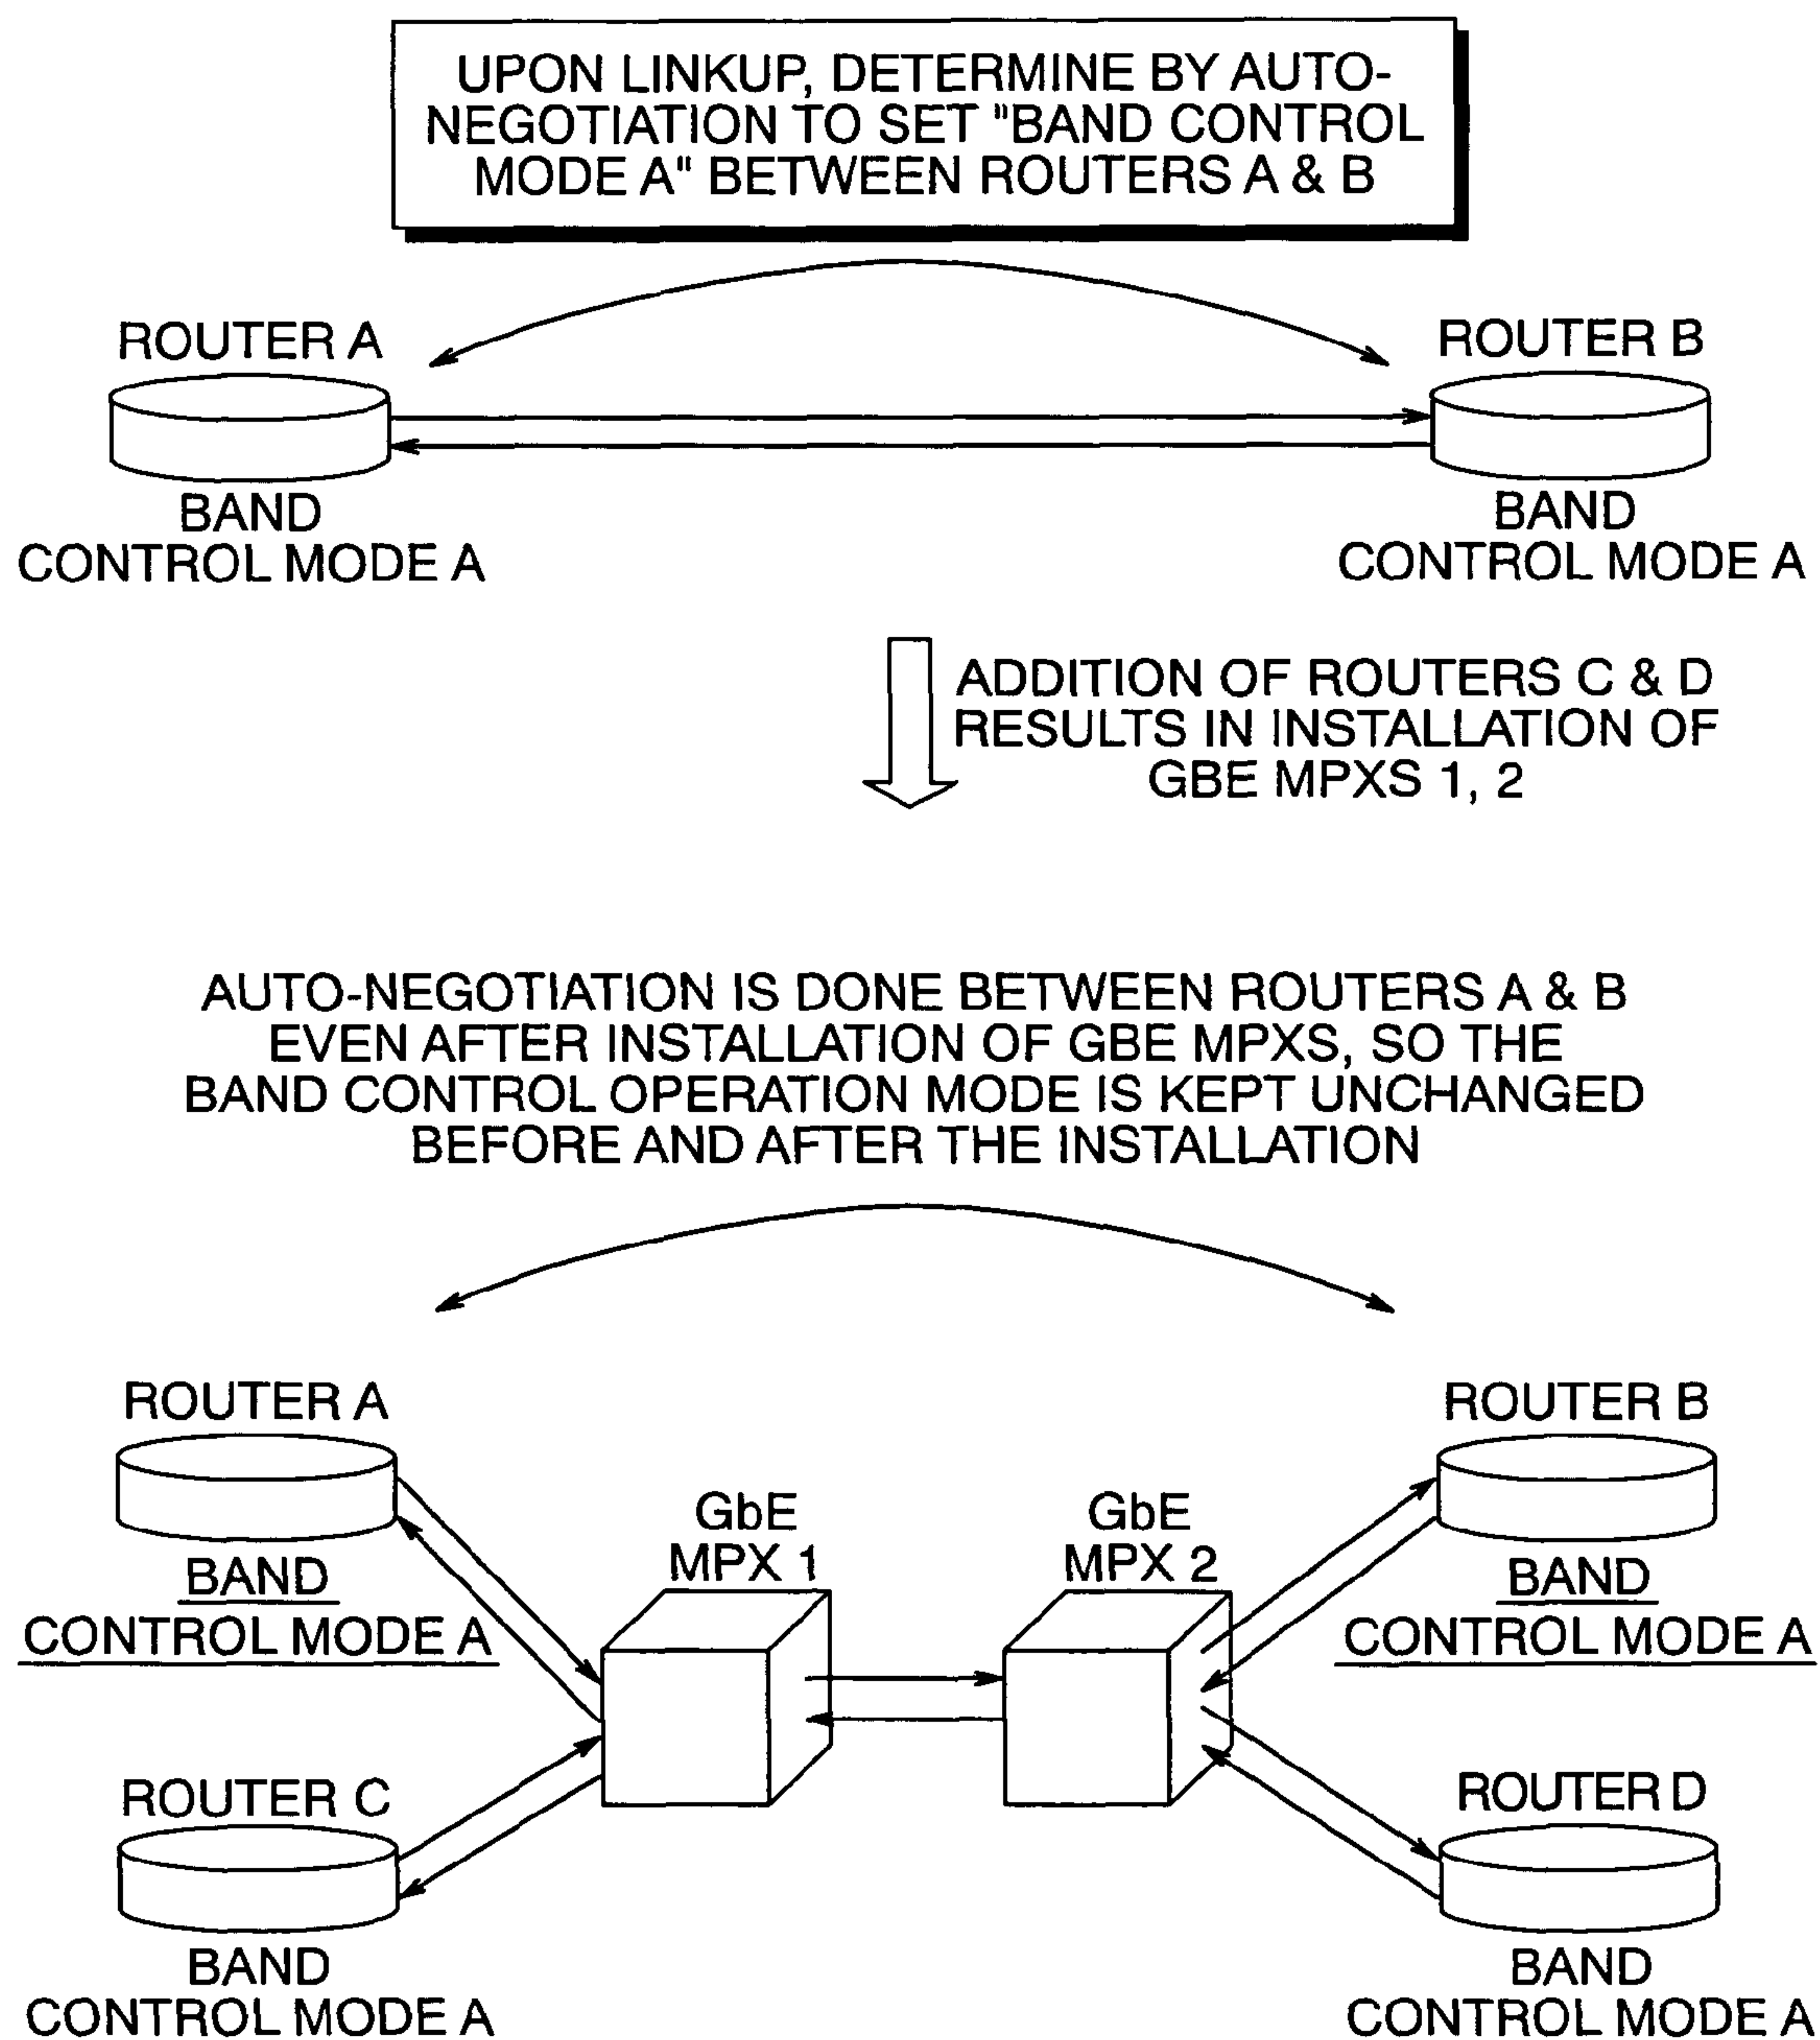 UPON LINKUP, DETERMINE BY AUTO-
NEGOTIATION TO SET "BAND CONTROL
MODE A" BETWEEN ROUTERS A & B
ROUTER A
ROUTER B
BAND
CONTROL MODE A
BAND
CONTROL MODE A
ADDITION OF ROUTERS C & D
RESULTS IN INSTALLATION OF
GBE MPXS 1, 2
AUTO-NEGOTIATION IS DONE BETWEEN ROUTERS A & B
EVEN AFTER INSTALLATION OF GBE MPXS, SO THE
BAND CONTROL OPERATION MODE IS KEPT UNCHANGED
BEFORE AND AFTER THE INSTALLATION
ROUTER A
ROUTER B
GbE
MPX 1
GbE
MPX 2
BAND
CONTROL MODE A
BAND
CONTROL MODE A
ROUTER C
ROUTER D
BAND
CONTROL MODE A
BAND
CONTROL MODE A